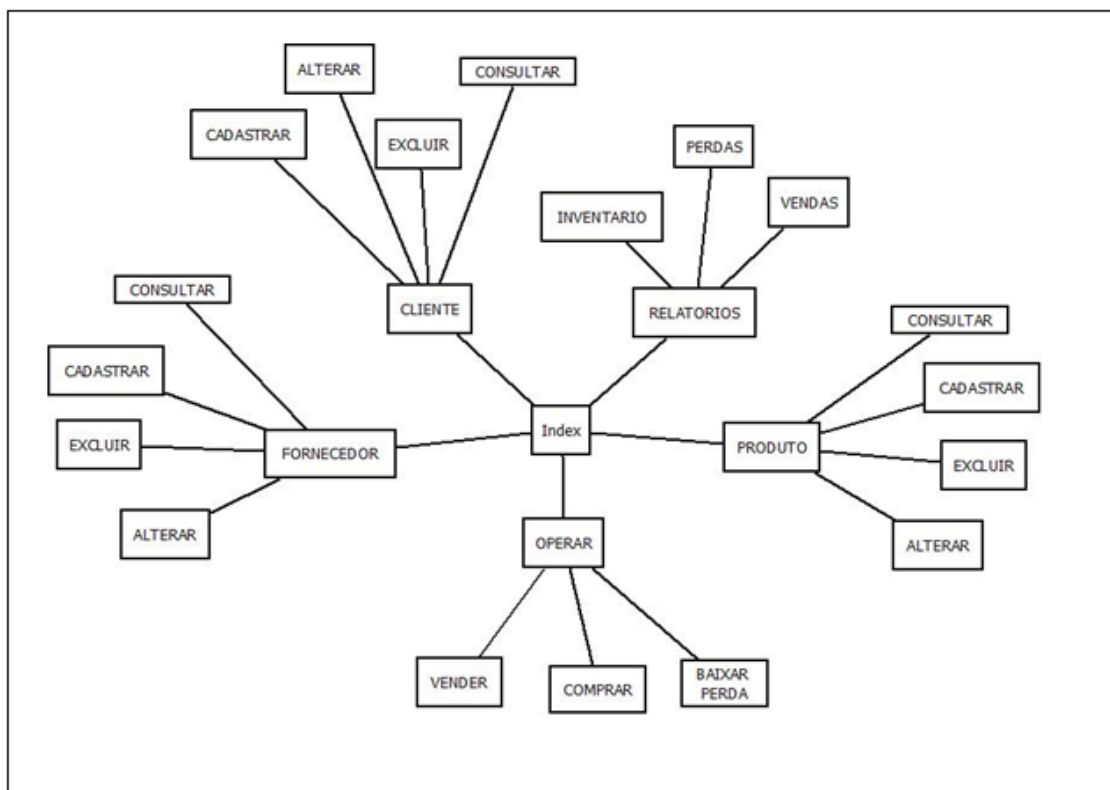 ALTERAR
CONSULTAR
CADASTRAR
EXCLUIR
PERDAS
VENDAS
INVENTARIO
CONSULTAR
CLIENTE
RELATORIOS
CONSULTAR
CADASTRAR
CADASTRAR
Index
EXCLUIR
FORNECEDOR
PRODUTO
EXCLUIR
ALTERAR
OPERAR
ALTERAR
VENDER
COMPRAR
BAIXAR
PERDA